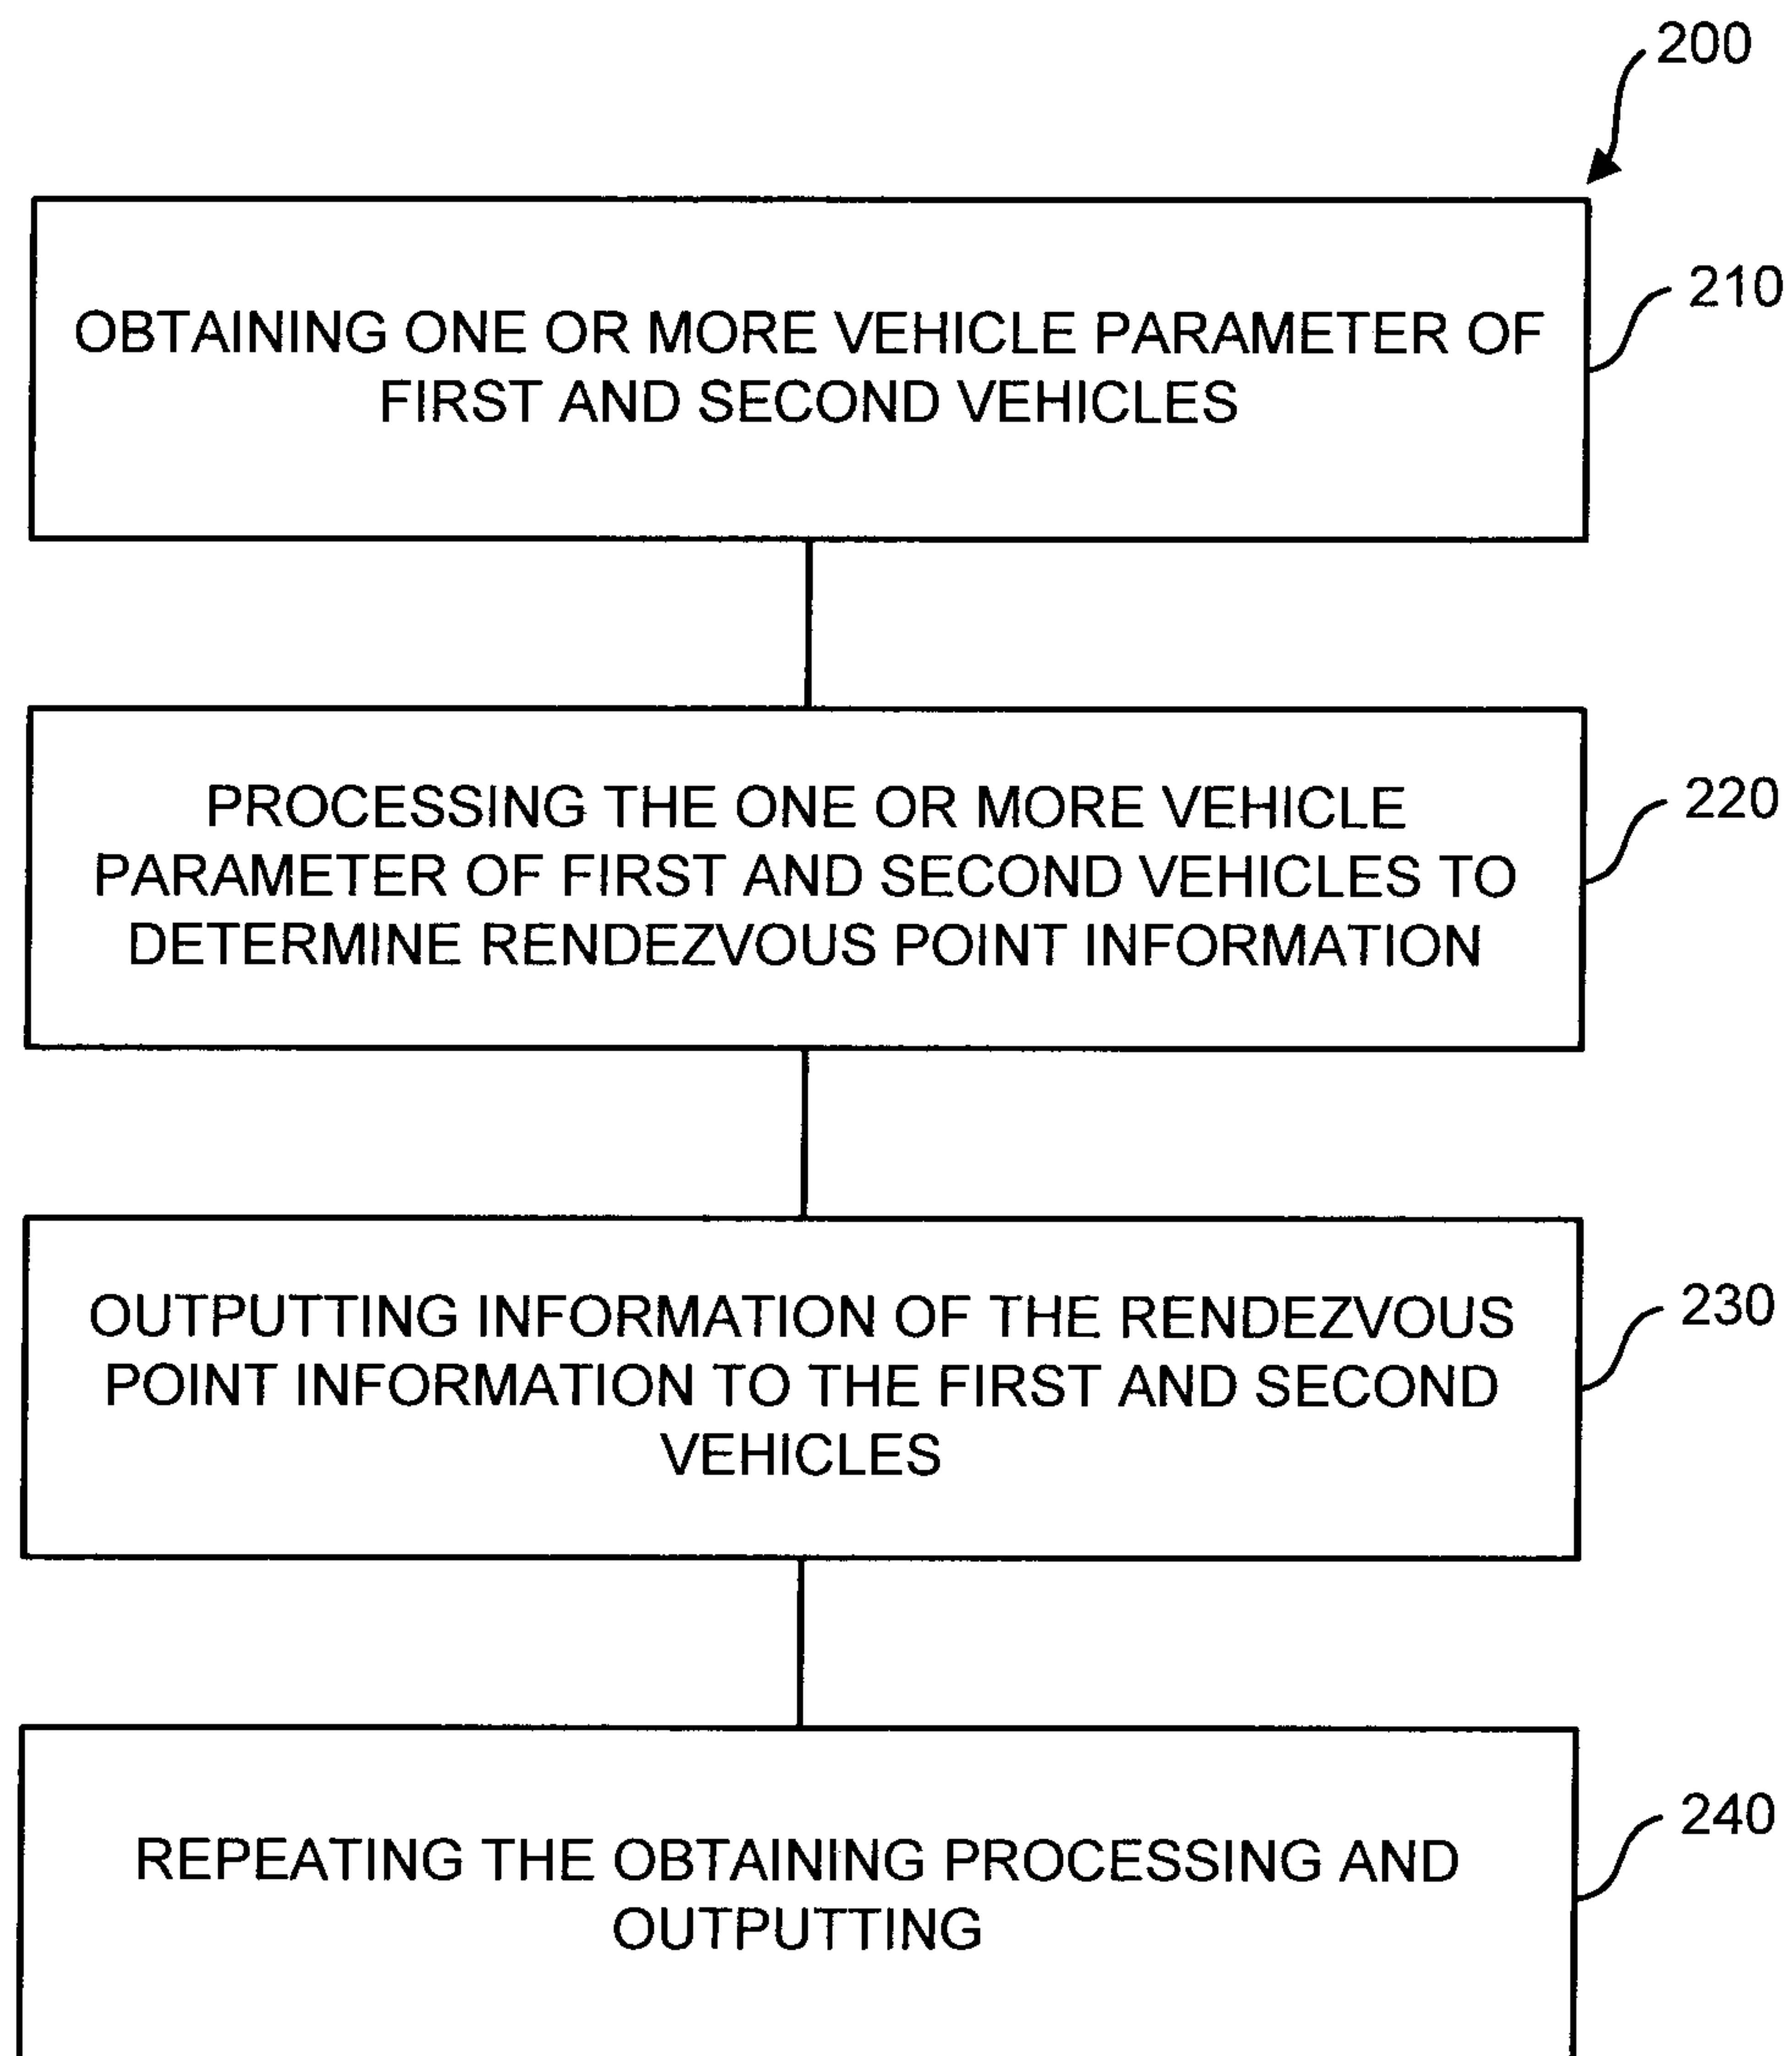 200
OBTAINING ONE OR MORE VEHICLE PARAMETER OF
FIRST AND SECOND VEHICLES
210
PROCESSING THE ONE OR MORE VEHICLE
PARAMETER OF FIRST AND SECOND VEHICLES TO
DETERMINE RENDEZVOUS POINT INFORMATION
220
OUTPUTTING INFORMATION OF THE RENDEZVOUS
POINT INFORMATION TO THE FIRST AND SECOND
VEHICLES
230
REPEATING THE OBTAINING PROCESSING AND
OUTPUTTING
240